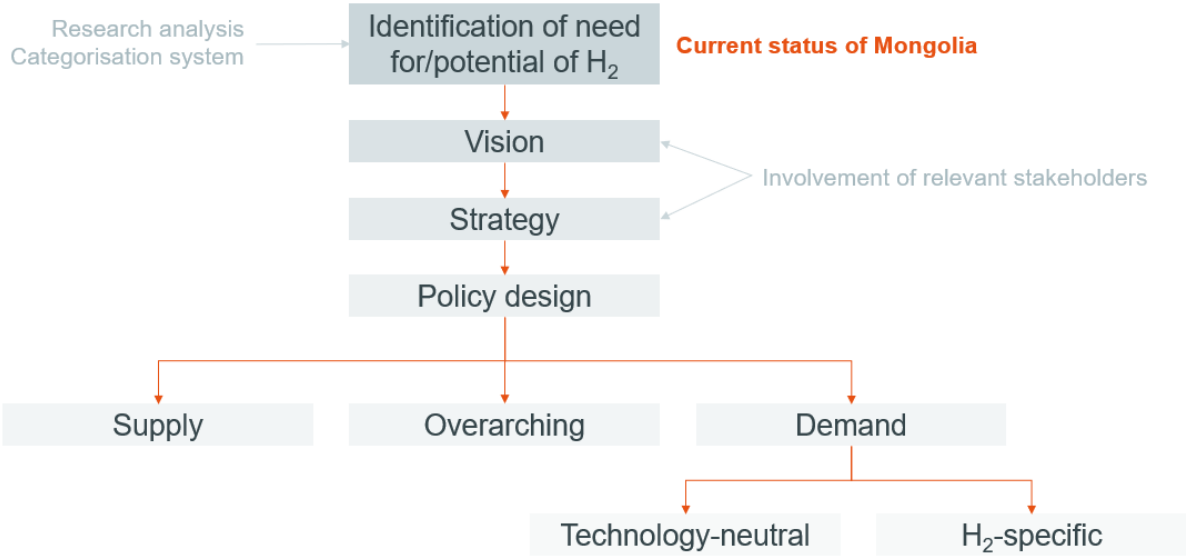 Research analysis
Categorisation system
Identification of need
for/potential of H₂
Current status of Mongolia
Vision
Involvement of relevant stakeholders
Strategy
Policy design
Supply
Overarching
Demand
Technology-neutral
H₂-specific